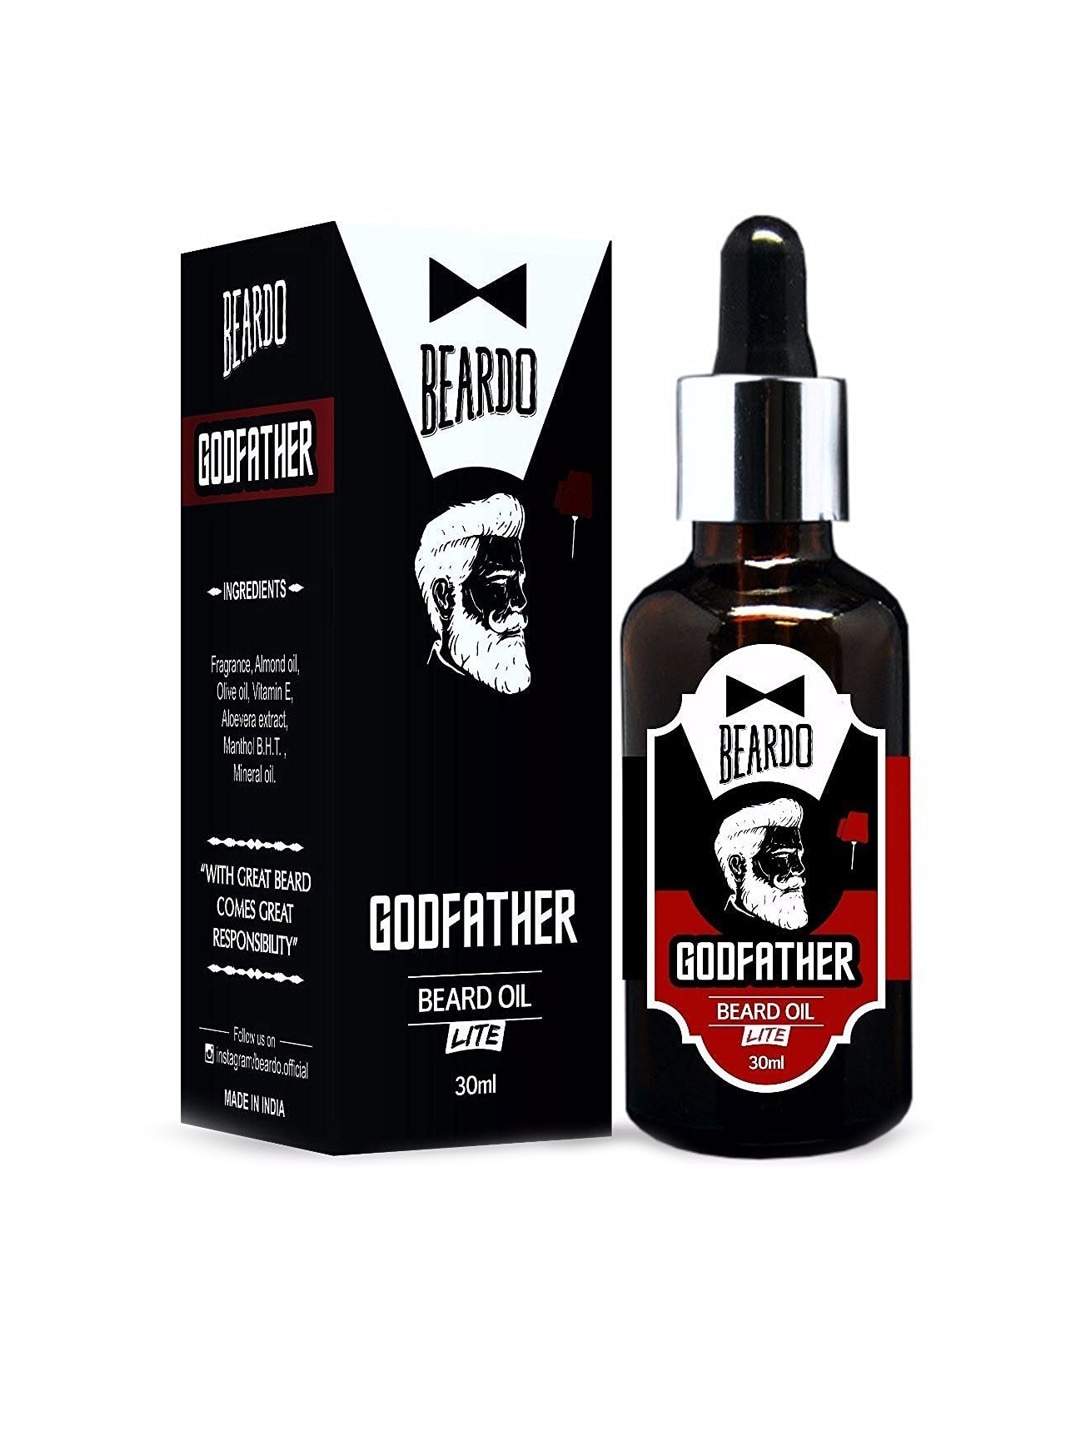 BEARDO
GODFATHER
INGREDIENTS
Fragrance, Almond oil,
Olive oil, Vitamin E,
Aloevera extract,
Manthol B.H.T. ,
Mineral oil.
“WITH GREAT BEARD
COMES GREAT
RESPONSIBILITY”
Follow us on
instagram/beardo.official
MADE IN INDIA
BEARDO
GODFATHER
BEARD OIL
LITE
30ml
BEARDO
GODFATHER
BEARD OIL
LITE
30ml